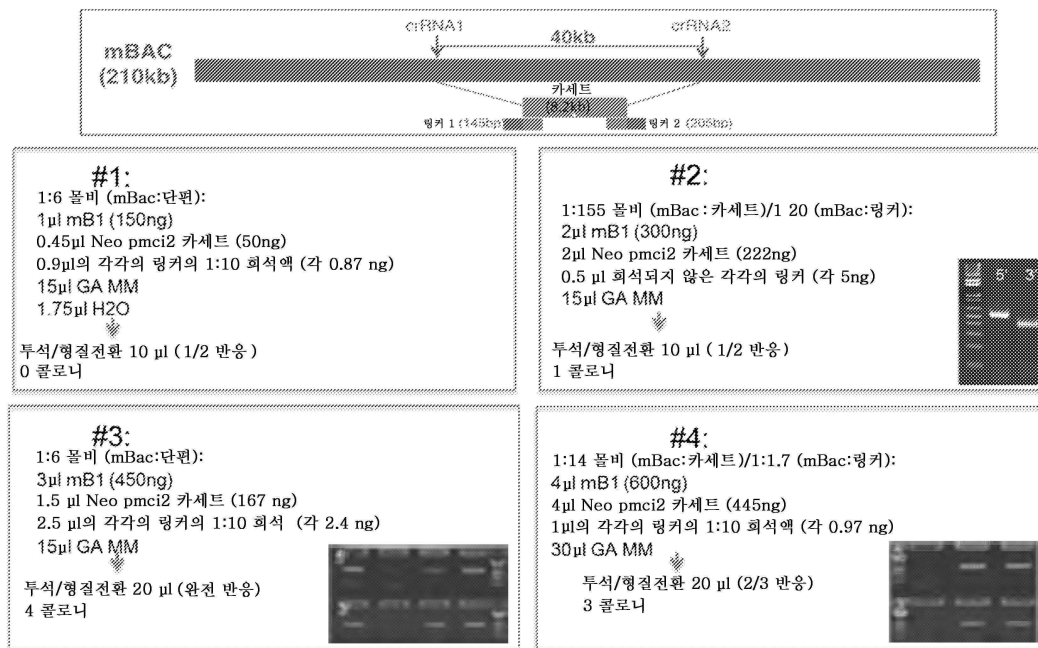 crRNA1
crRNA2
40kb
mBAC
(210kb)
카세트
(8.2kb)
링커 1 (145bp)
링커 2 (205bp)
#1:
1:6 몰비 (mBac:단편):
1µl mB1 (150ng)
0.45µl Neo pmci2 카세트 (50ng)
0.9µl의 각각의 링커의 1:10 희석액 (각 0.87 ng)
15µl GA MM
1.75µl H2O
투석/형질전환 10 µl (1/2 반응)
0 콜로니
#2:
1:155 몰비 (mBac : 카세트)/1 20 (mBac:링커):
2µl mB1 (300ng)
2µl Neo pmci2 카세트 (222ng)
0.5 µl 희석되지 않은 각각의 링커 (각 5ng)
15µl GA MM
투석/형질전환 10 µl (1/2 반응)
1 콜로니
5' 3'
#3:
1:6 몰비 (mBac:단편):
3µl mB1 (450ng)
1.5 µl Neo pmci2 카세트 (167 ng)
2.5 µl의 각각의 링커의 1:10 희석 (각 2.4 ng)
15µl GA MM
투석/형질전환 20 µl (완전 반응)
4 콜로니
#4:
1:14 몰비 (mBac:카세트)/1:1.7 (mBac:링커):
4µl mB1 (600ng)
4µl Neo pmci2 카세트 (445ng)
1µl의 각각의 링커의 1:10 희석액 (각 0.97 ng)
30µl GA MM
투석/형질전환 20 µl (2/3 반응)
3 콜로니